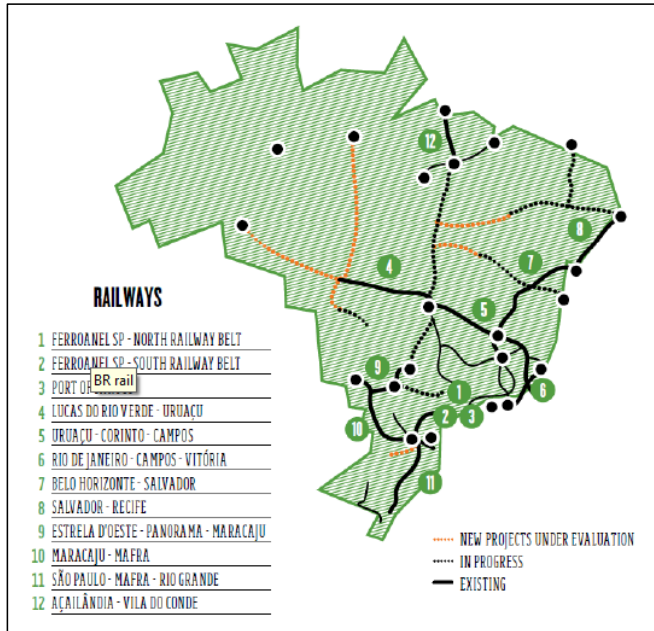 RAILWAYS
1 FERROANEL SP - NORTH RAILWAY BELT
2 FERROANEL SP - SOUTH RAILWAY BELT
BR rail
3 PORT OF
4 LUCAS DO RIO VERDE - URUAÇU
5 URUAÇU - CORINTO - CAMPOS
6 RIO DE JANEIRO - CAMPOS - VITÓRIA
7 BELO HORIZONTE - SALVADOR
8 SALVADOR - RECIFE
9 ESTRELA D'OESTE - PANORAMA - MARACAJU
10 MARACAJU - MAFRA
11 SÃO PAULO - MAFRA - RIO GRANDE
12 AÇAILÂNDIA - VILA DO CONDE
12
8
7
4
5
9
1
6
2
3
10
11
NEW PROJECTS UNDER EVALUATION
IN PROGRESS
EXISTING